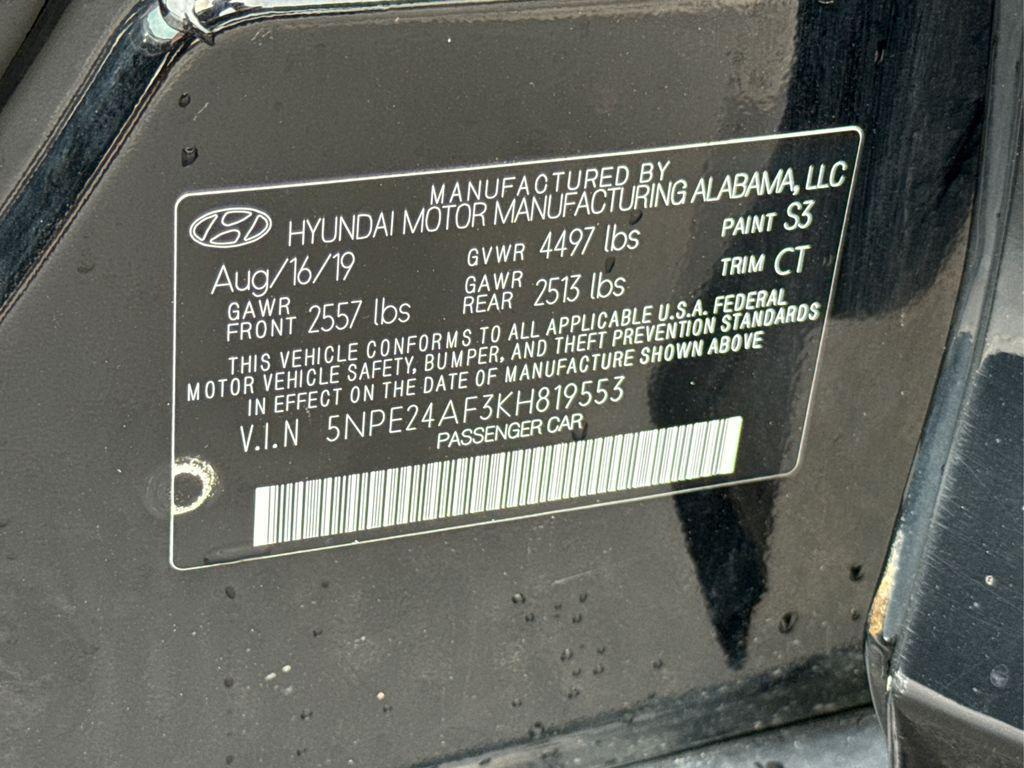 MANUFACTURED BY
HYUNDAI MOTOR MANUFACTURING ALABAMA, LLC
Aug/16/19 GVWR 4497 lbs PAINT S3
GAWR FRONT 2557 lbs GAWR REAR 2513 lbs TRIM CT
THIS VEHICLE CONFORMS TO ALL APPLICABLE U.S.A. FEDERAL
MOTOR VEHICLE SAFETY, BUMPER, AND THEFT PREVENTION STANDARDS
IN EFFECT ON THE DATE OF MANUFACTURE SHOWN ABOVE
V.I.N 5NPE24AF3KH819553
PASSENGER CAR